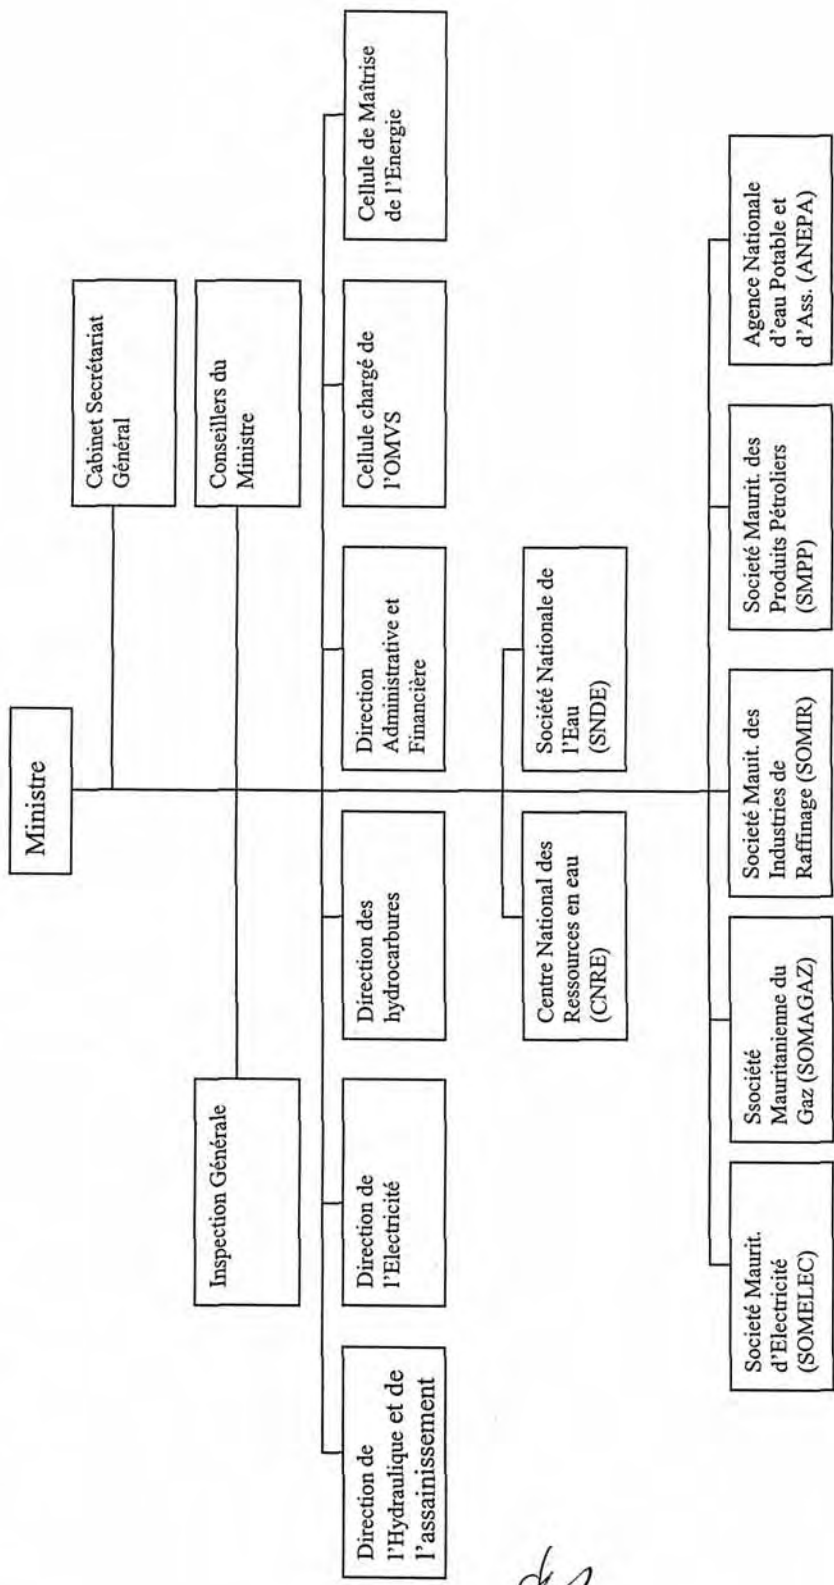 Ministre
Cabinet Secrétariat
Général
Inspection Générale
Conseillers du
Ministre
Direction de
l'Hydraulique et de
l'assainissement
Direction de
l'Electricité
Direction des
hydrocarbures
Direction
Administrative et
Financière
Cellule chargé de
l'OMVS
Cellule de Maîtrise
de l'Energie
Centre National des
Ressources en eau
(CNRE)
Société Nationale de
l'Eau
(SNDE)
Societé Maurit.
d'Electricité
(SOMELEC)
Ssociété
Mauritanienne du
Gaz (SOMAGAZ)
Societé Mauit. des
Industries de
Raffinage (SOMIR)
Societé Maurit. des
Produits Pétroliers
(SMPP)
Agence Nationale
d'eau Potable et
d'Ass. (ANEPA)